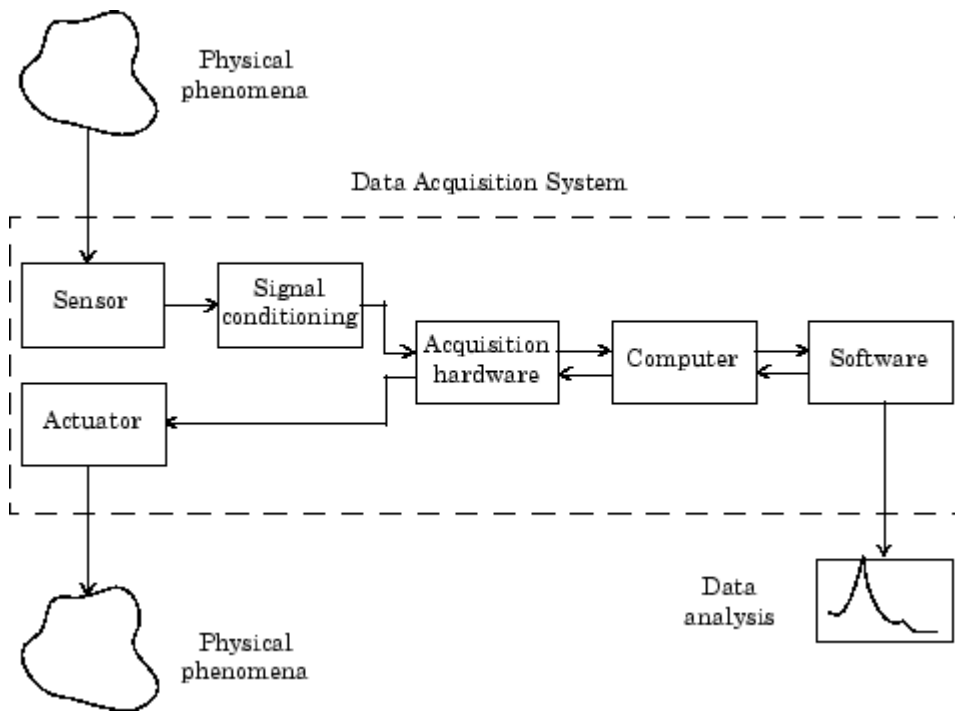 Physical
phenomena
Data Acquisition System
Sensor
Signal
conditioning
Acquisition
hardware
Computer
Software
Actuator
Data
analysis
Physical
phenomena